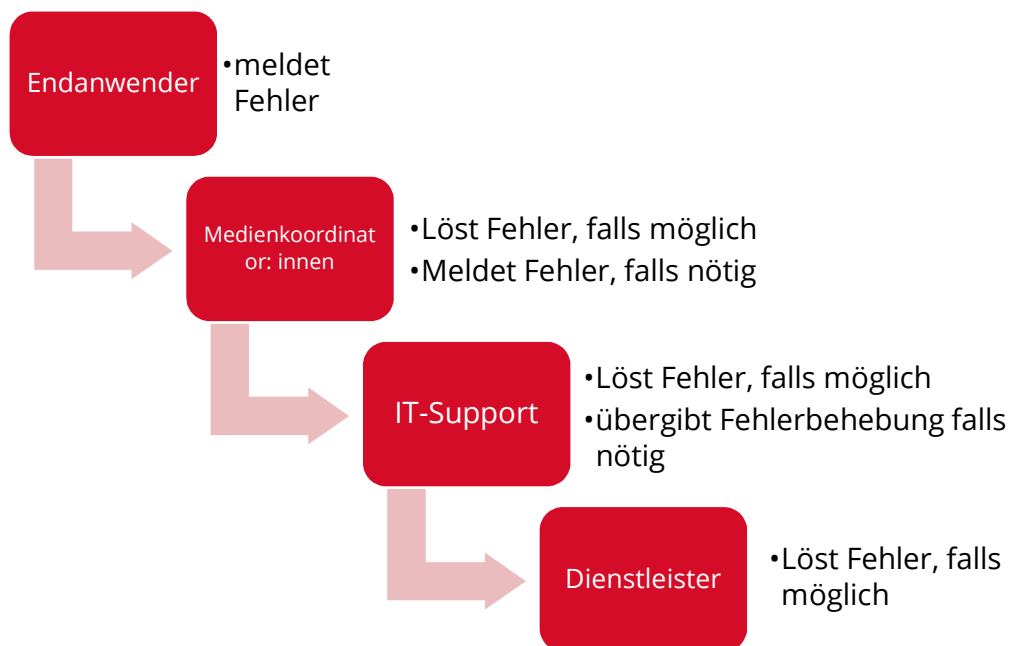 Endanwender
•meldet
Fehler
Medienkoordinat
or: innen
•Löst Fehler, falls möglich
•Meldet Fehler, falls nötig
IT-Support
•Löst Fehler, falls möglich
•übergibt Fehlerbehebung falls
nötig
Dienstleister
•Löst Fehler, falls
möglich